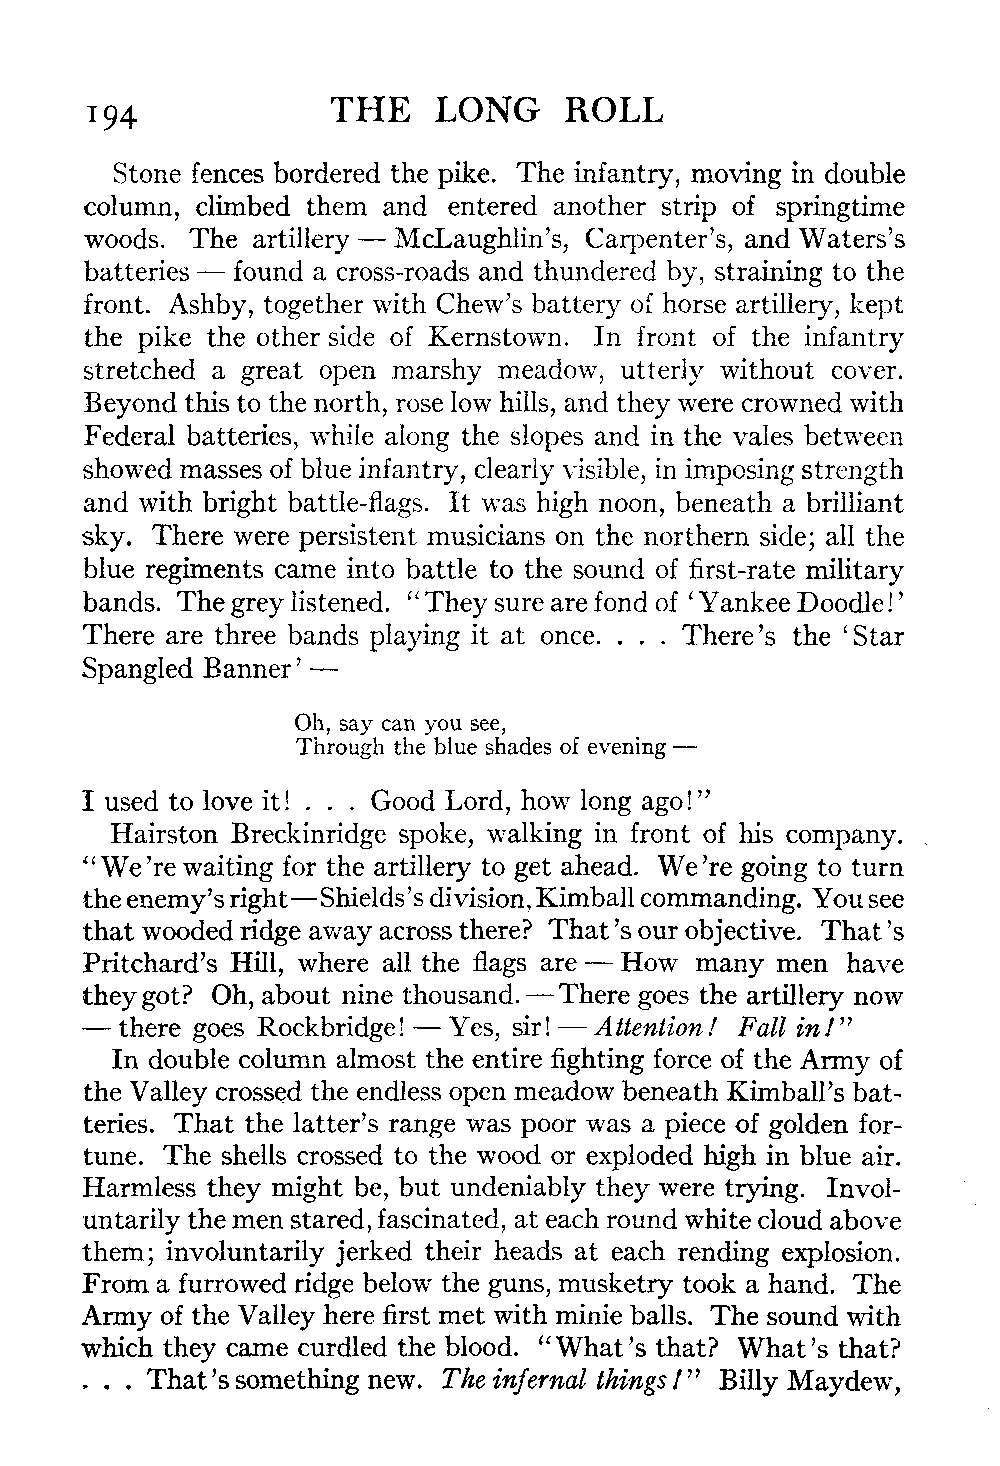 194 THE LONG ROLL
Stone fences bordered the pike. The infantry, moving in double
column, climbed them and entered another strip of springtime
woods. The artillery — McLaughlin's, Carpenter's, and Waters's
batteries — found a cross-roads and thundered by, straining to the
front. Ashby, together with Chew's battery of horse artillery, kept
the pike the other side of Kernstown. In front of the infantry
stretched a great open marshy meadow, utterly without cover.
Beyond this to the north, rose low hills, and they were crowned with
Federal batteries, while along the slopes and in the vales between
showed masses of blue infantry, clearly visible, in imposing strength
and with bright battle-flags. It was high noon, beneath a brilliant
sky. There were persistent musicians on the northern side; all the
blue regiments came into battle to the sound of first-rate military
bands. The grey listened. "They sure are fond of 'Yankee Doodle!'
There are three bands playing it at once. . . . There's the 'Star
Spangled Banner' —
Oh, say can you see,
Through the blue shades of evening —
I used to love it! . . . Good Lord, how long ago!"
Hairston Breckinridge spoke, walking in front of his company.
"We're waiting for the artillery to get ahead. We're going to turn
the enemy's right—Shields's division, Kimball commanding. You see
that wooded ridge away across there? That's our objective. That's
Pritchard's Hill, where all the flags are — How many men have
they got? Oh, about nine thousand. — There goes the artillery now
— there goes Rockbridge! — Yes, sir! — Attention! Fall in!"
In double column almost the entire fighting force of the Army of
the Valley crossed the endless open meadow beneath Kimball's bat-
teries. That the latter's range was poor was a piece of golden for-
tune. The shells crossed to the wood or exploded high in blue air.
Harmless they might be, but undeniably they were trying. Invol-
untarily the men stared, fascinated, at each round white cloud above
them; involuntarily jerked their heads at each rending explosion.
From a furrowed ridge below the guns, musketry took a hand. The
Army of the Valley here first met with minie balls. The sound with
which they came curdled the blood. "What's that? What's that?
. . . That's something new. The infernal things!" Billy Maydew,